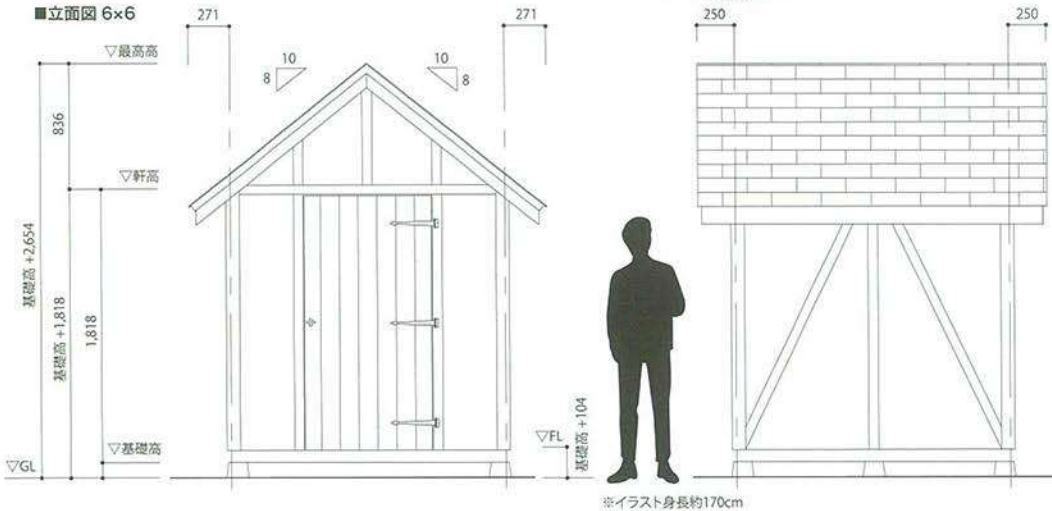 ■立面図 6×6
271
271
250
250
▽最高高
10
8
10
8
836
▽軒高
基礎高 +2,654
基礎高 +1,818
1,818
▽基礎高
▽GL
▽FL
基礎高 +104
※イラスト身長約170cm